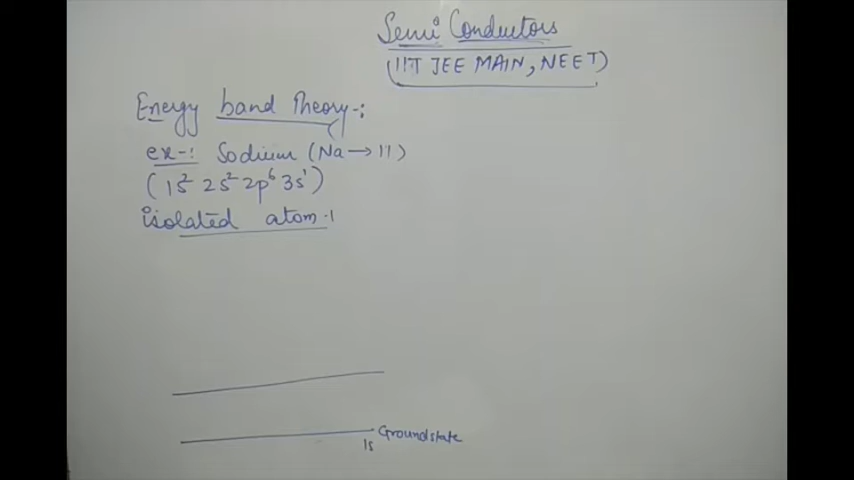 Semi Conductors
(IIT JEE MAIN, NEET)
Energy band Theory-:
ex-: Sodium (Na → 11)
(1s² 2s² 2p⁶ 3s¹)
isolated atom-1
Groundstate
1s